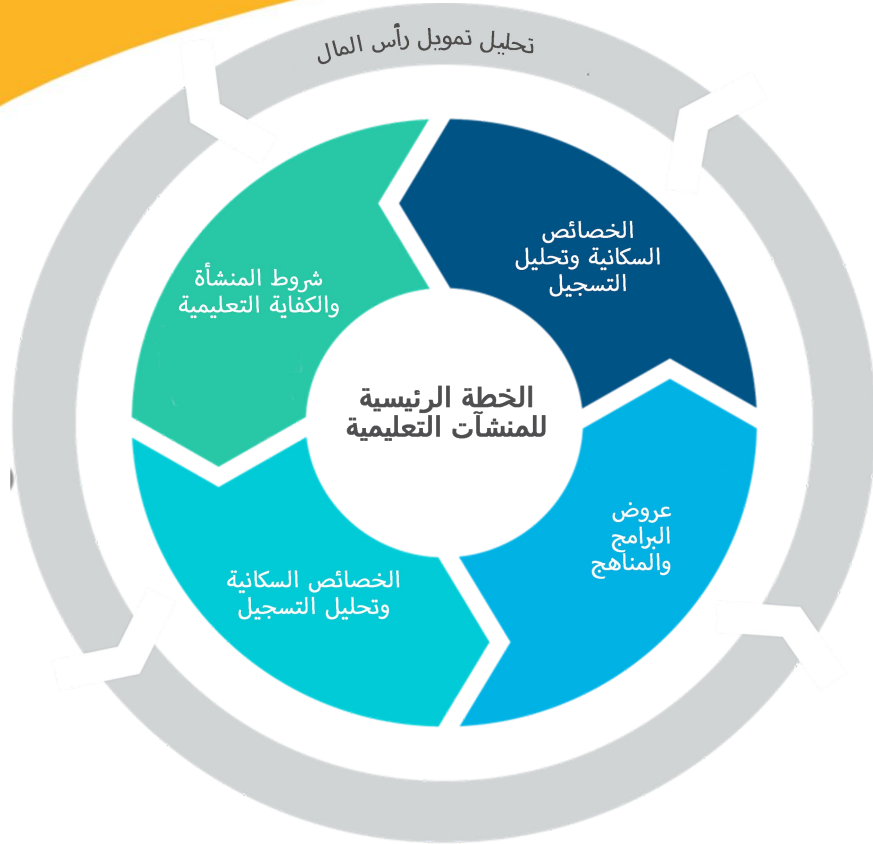 تحليل تمويل رأس المال
الخصائص
السكانية وتحليل
التسجيل
شروط المنشأة
والكفاية التعليمية
الخطة الرئيسية
للمنشآت التعليمية
عروض
البرامج
والمناهج
الخصائص السكانية
وتحليل التسجيل